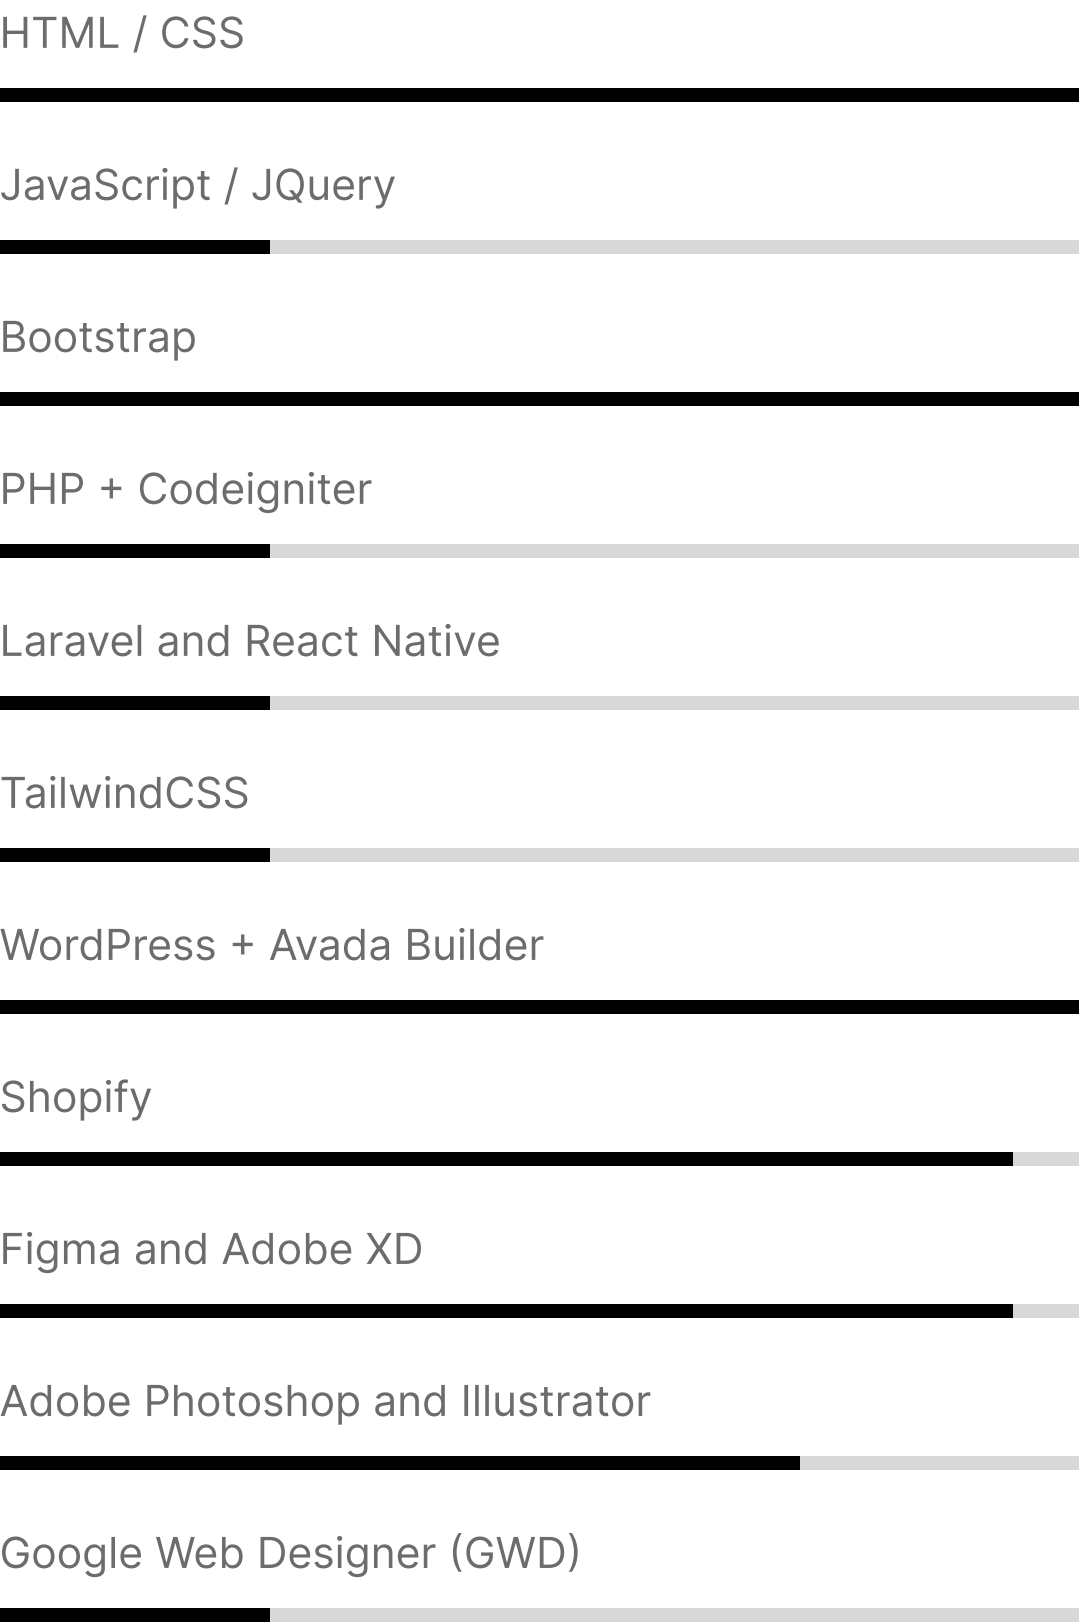 HTML / CSS
JavaScript / JQuery
Bootstrap
PHP + Codeigniter
Laravel and React Native
TailwindCSS
WordPress + Avada Builder
Shopify
Figma and Adobe XD
Adobe Photoshop and Illustrator
Google Web Designer (GWD)